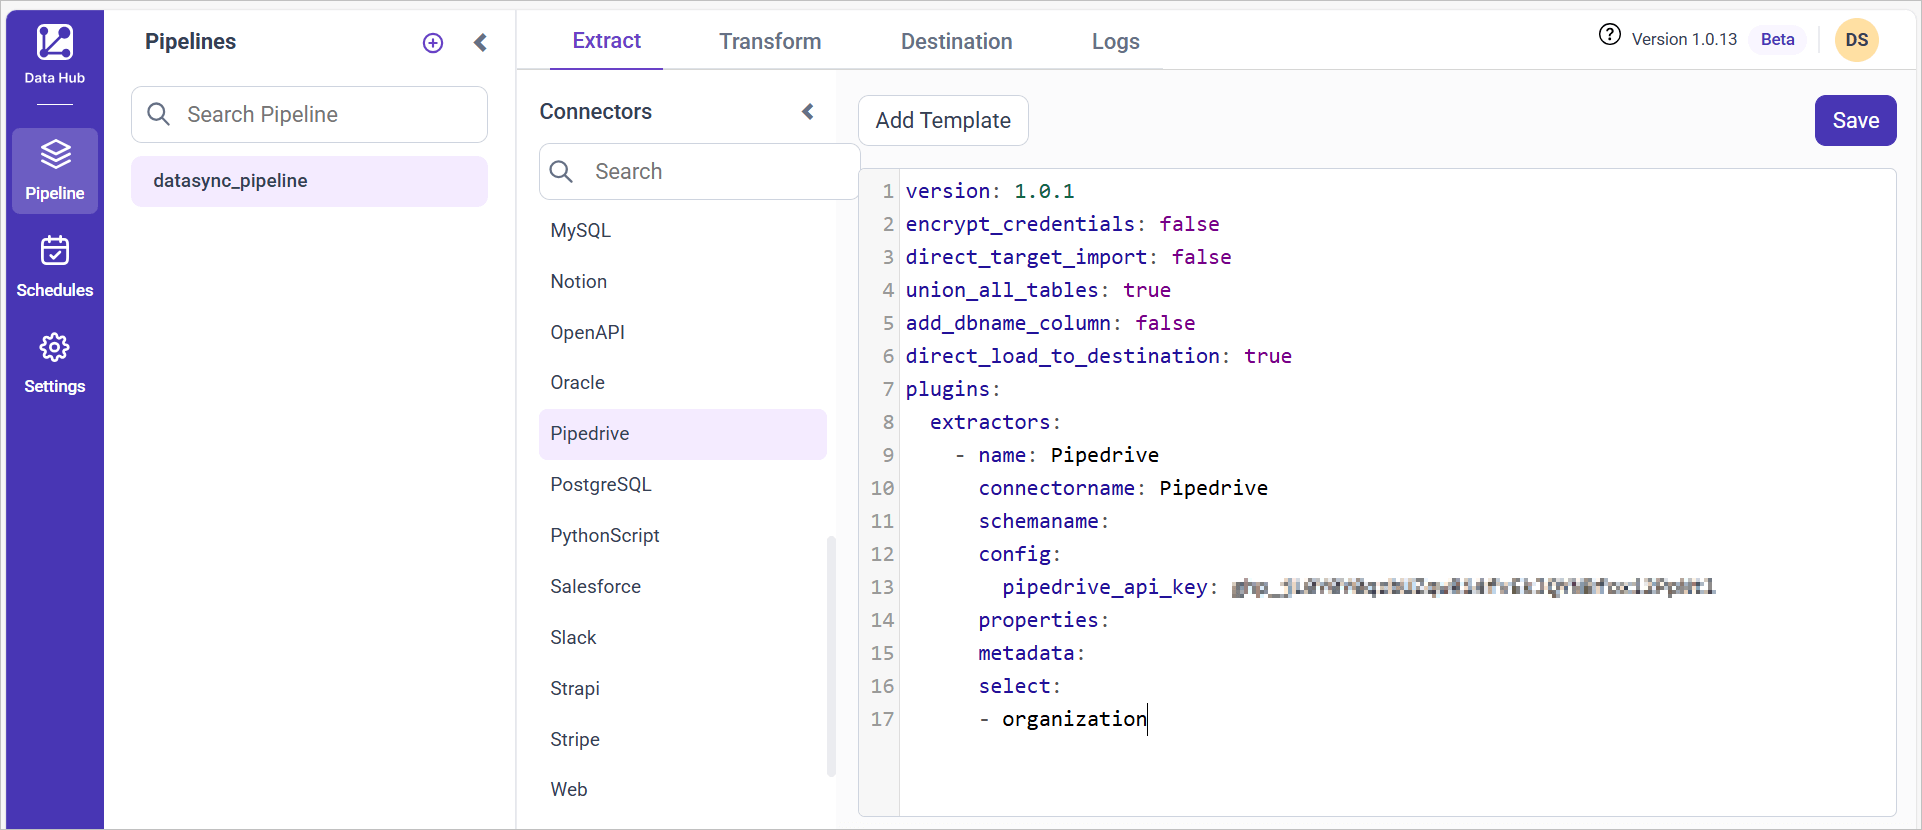 Data Hub
Pipeline
Schedules
Settings
Pipelines
Search Pipeline
datasync_pipeline
Extract
Transform
Destination
Logs
? Version 1.0.13
Beta
DS
Connectors
Search
MySQL
Notion
OpenAPI
Oracle
Pipedrive
PostgreSQL
PythonScript
Salesforce
Slack
Strapi
Stripe
Web
Add Template
Save
1 version: 1.0.1
2 encrypt_credentials: false
3 direct_target_import: false
4 union_all_tables: true
5 add_dbname_column: false
6 direct_load_to_destination: true
7 plugins:
8 extractors:
9 - name: Pipedrive
10 connectorname: Pipedrive
11 schemaname:
12 config:
13 pipedrive_api_key:
14 properties:
15 metadata:
16 select:
17 - organization